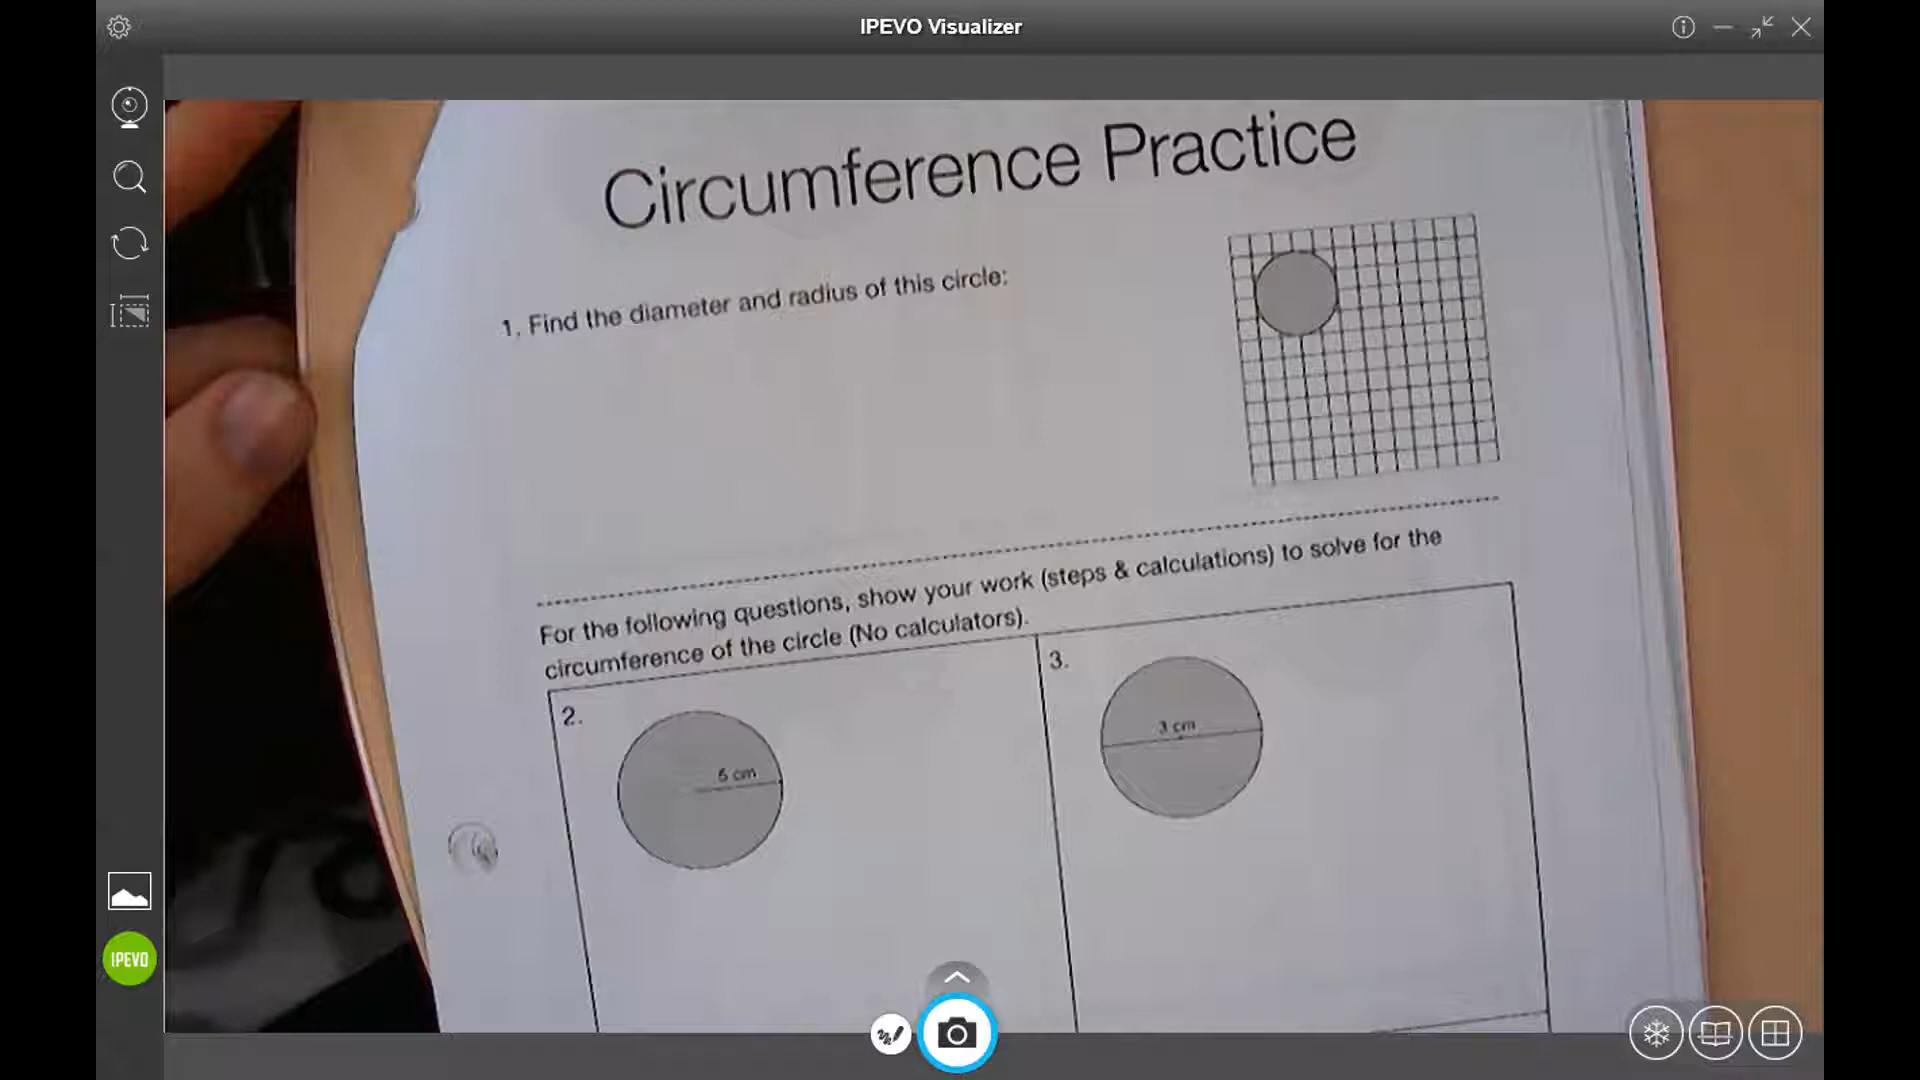 IPEVO Visualizer
Circumference Practice
1. Find the diameter and radius of this circle:
For the following questions, show your work (steps & calculations) to solve for the
circumference of the circle (No calculators).
2.
5 cm
3.
3 cm
IPEVO